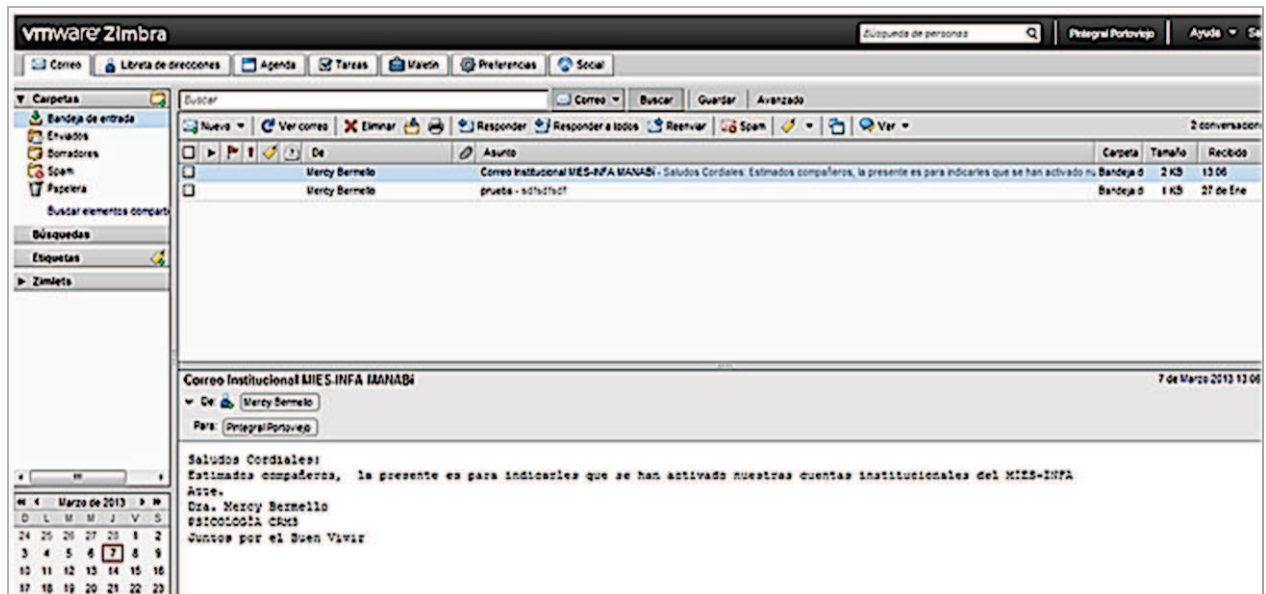 vmware Zimbra
Búsqueda de personas
PIntegral Portoviejo
Ayuda
Sa
Correo
Libreta de direcciones
Agenda
Tareas
Maletín
Preferencias
Social
Carpetas
Bandeja de entrada
Enviados
Borradores
Spam
Papelera
Buscar elementos comparti
Búsquedas
Etiquetas
Zimlets
Buscar
Correo
Buscar
Guardar
Avanzado
Nuevo
Ver correo
Eliminar
Responder
Responder a todos
Reenviar
Spam
Ver
2 conversacion
De
Asunto
Carpeta
Tamaño
Recibido
Mercy Bermello Correo Institucional MIES-INFA MANABí - Saludos Cordiales: Estimados compañeros, la presente es para indicarles que se han activado nu Bandeja d 2 KB 13:06
Mercy Bermello prueba - Bandeja d 1 KB 27 de Ene
Correo Institucional MIES-INFA MANABí
7 de Marzo 2013 13:06
De: Mercy Bermello
Para: PIntegral Portoviejo
Saludos Cordiales:
Estimados compañeros, la presente es para indicarles que se han activado nuestras cuentas institucionales del MIES-INFA
Atte.
Dra. Mercy Bermello
PSICOLOGÍA
Juntos por el Buen Vivir
Marzo de 2013
D L M M J V S
24 25 26 27 28 1 2
3 4 5 6 7 8 9
10 11 12 13 14 15 16
17 18 19 20 21 22 23